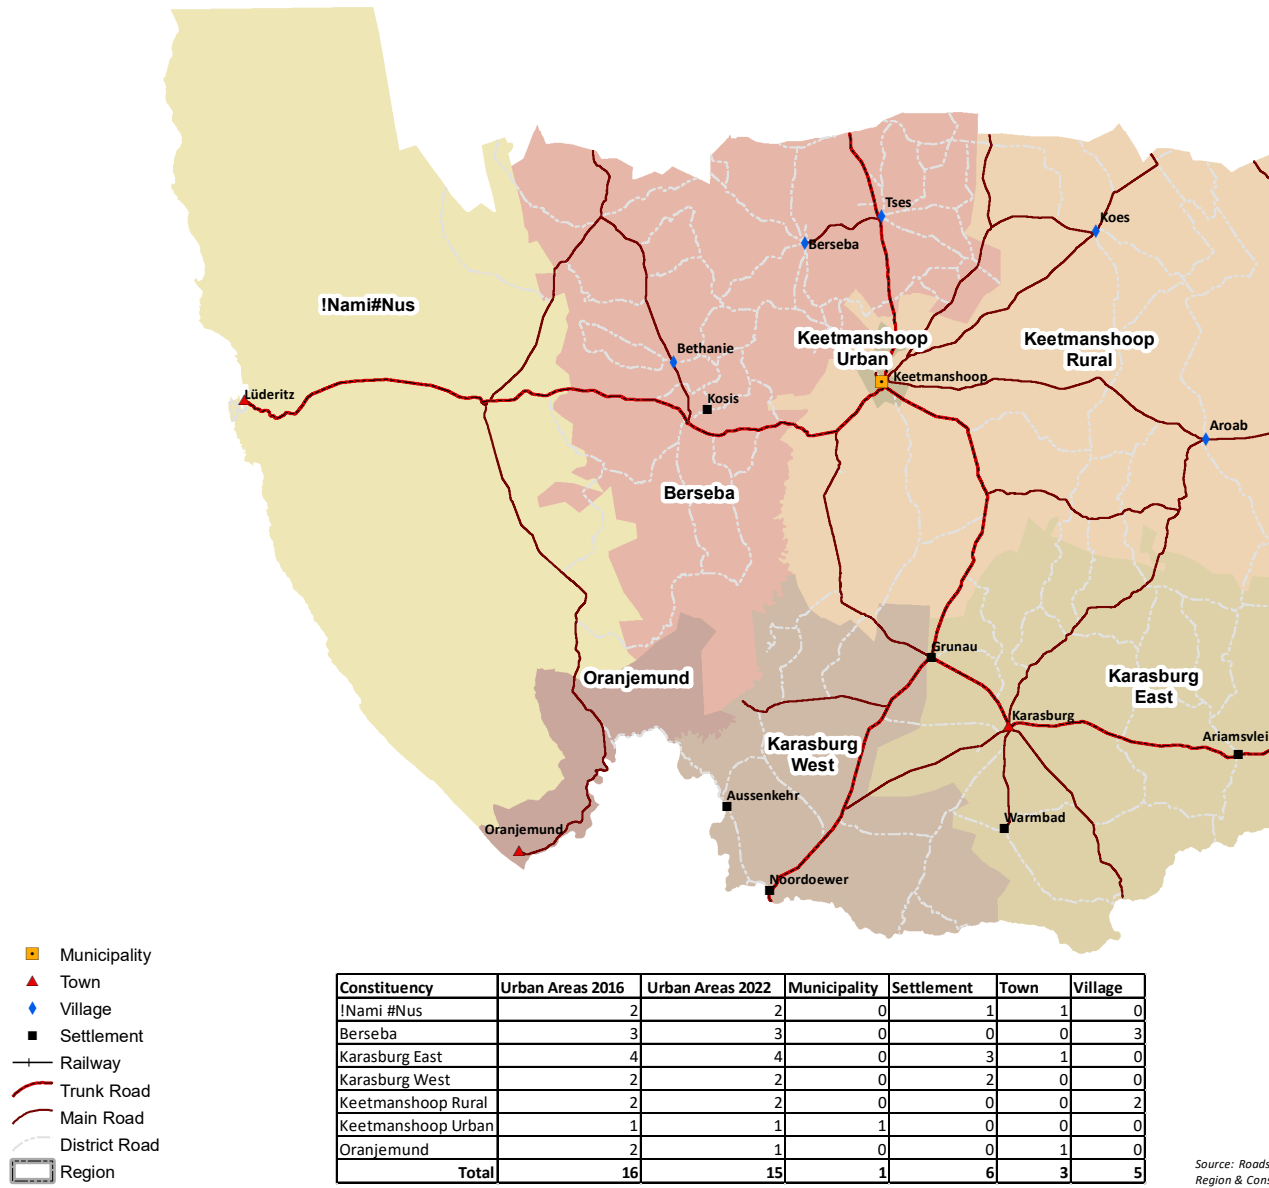 Tses
Koes
Berseba
!Nami#Nus
Keetmanshoop
Urban
Keetmanshoop
Rural
Bethanie
Keetmanshoop
Lüderitz
Kosis
Aroab
Berseba
Grunau
Oranjemund
Karasburg
East
Karasburg
Ariamsvlei
Karasburg
West
Aussenkehr
Warmbad
Oranjemund
Noordoewer
Municipality
Town
Village
Settlement
Railway
Trunk Road
Main Road
District Road
Region
Constituency Urban Areas 2016 Urban Areas 2022 Municipality Settlement Town Village
!Nami #Nus 2 2 0 1 1 0
Berseba 3 3 0 0 0 3
Karasburg East 4 4 0 3 1 0
Karasburg West 2 2 0 2 0 0
Keetmanshoop Rural 2 2 0 0 0 2
Keetmanshoop Urban 1 1 1 0 0 0
Oranjemund 2 1 0 0 1 0
Total 16 15 1 6 3 5
Source: Roads
Region & Cons